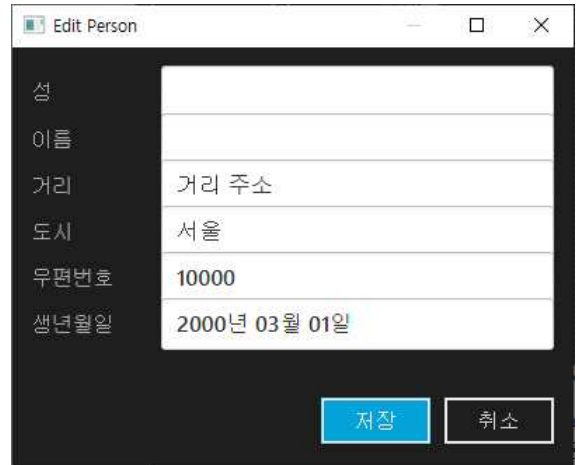 Edit Person
성
이름
거리 거리 주소
도시 서울
우편번호 10000
생년월일 2000년 03월 01일
저장 취소